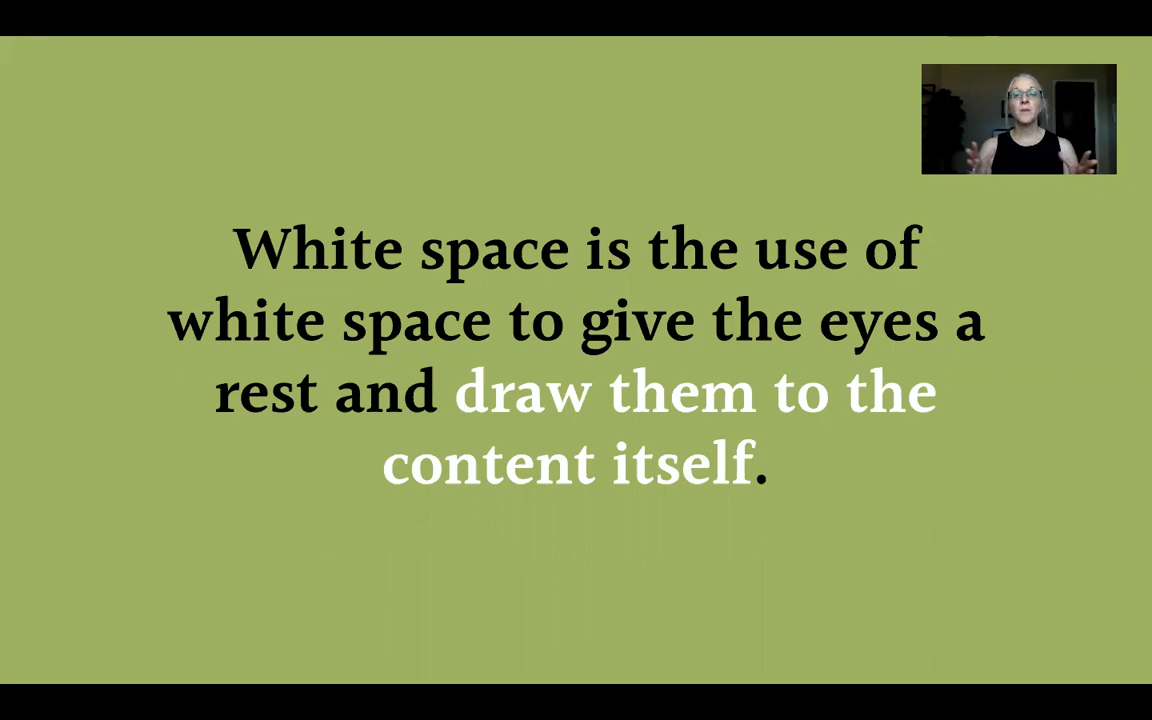 White space is the use of
white space to give the eyes a
rest and draw them to the
content itself.